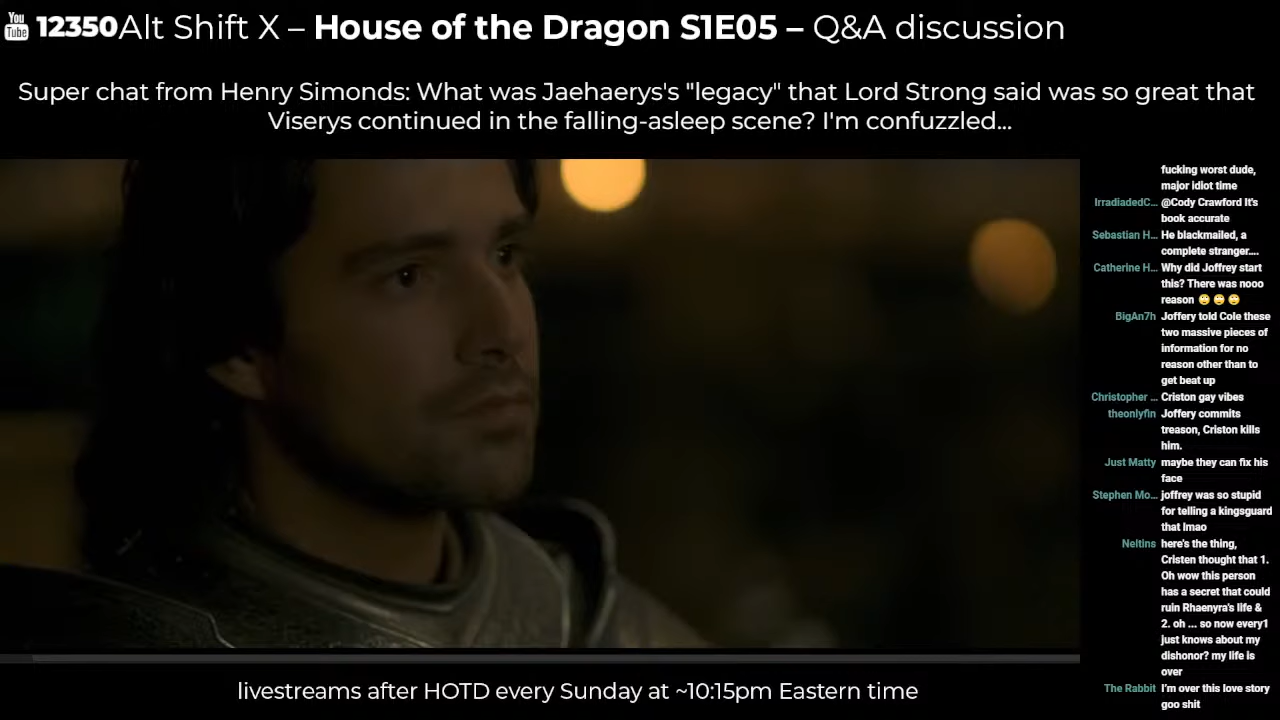 You
Tube
12350
Alt Shift X – House of the Dragon S1E05 – Q&A discussion
Super chat from Henry Simonds: What was Jaehaerys's "legacy" that Lord Strong said was so great that
Viserys continued in the falling-asleep scene? I'm confuzzled...
fucking worst dude,
major idiot time
IrradiadedC... @Cody Crawford It's
book accurate
Sebastian H... He blackmailed, a
complete stranger....
Catherine H... Why did Joffrey start
this? There was nooo
reason 🙄 🙄 🙄
BigAn7h Joffery told Cole these
two massive pieces of
information for no
reason other than to
get beat up
Christopher ... Criston gay vibes
theonlyfin Joffery commits
treason, Criston kills
him.
Just Matty maybe they can fix his
face
Stephen Mo... joffrey was so stupid
for telling a kingsguard
that lmao
Neltins here's the thing,
Cristen thought that 1.
Oh wow this person
has a secret that could
ruin Rhaenyra's life &
2. oh ... so now every1
just knows about my
dishonor? my life is
over
The Rabbit I'm over this love story
goo shit
livestreams after HOTD every Sunday at ~10:15pm Eastern time